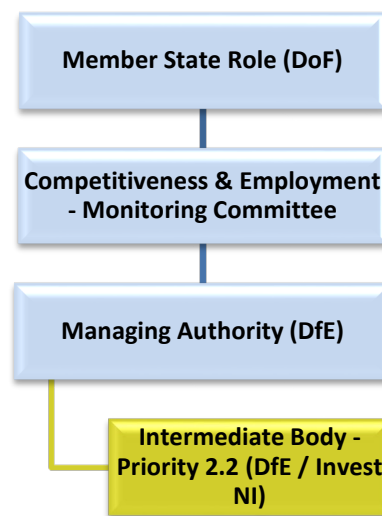 Member State Role (DoF)
Competitiveness & Employment
- Monitoring Committee
Managing Authority (DfE)
Intermediate Body -
Priority 2.2 (DfE / Invest
NI)